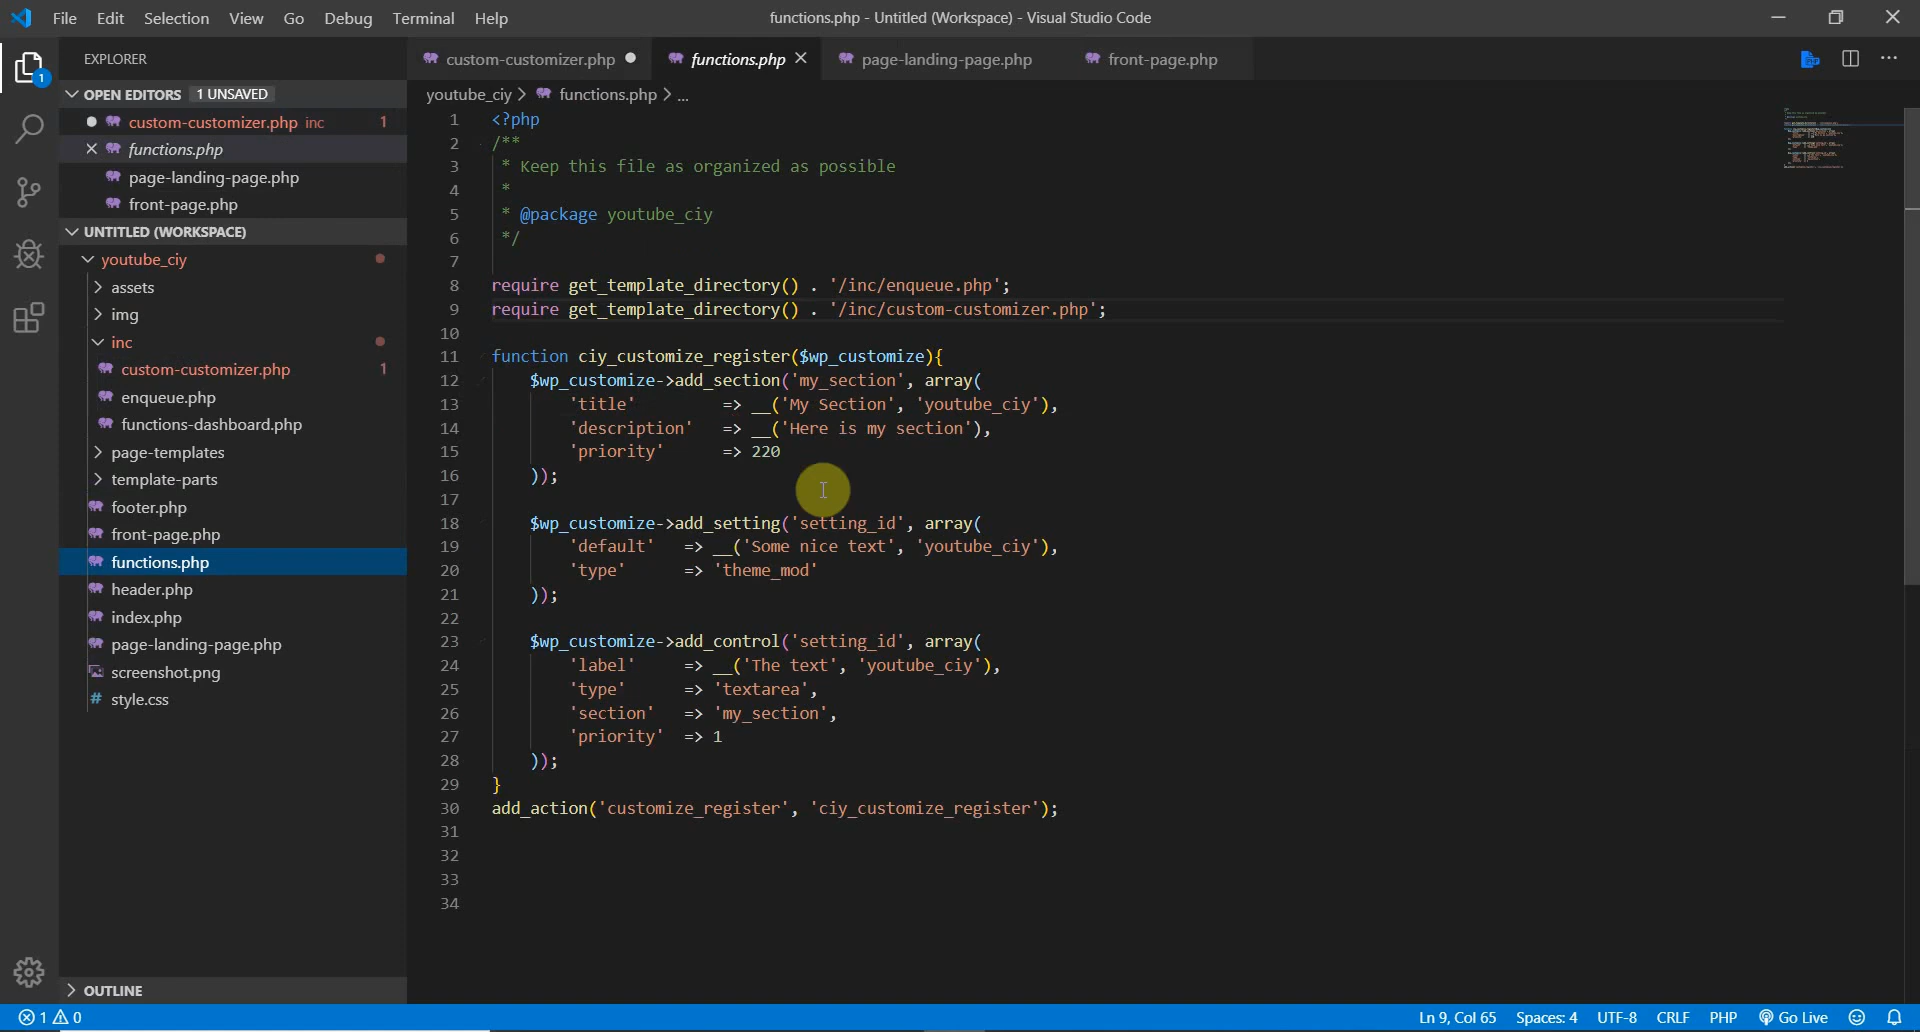 File Edit Selection View Go Debug Terminal Help
functions.php - Untitled (Workspace) - Visual Studio Code
EXPLORER
OPEN EDITORS 1 UNSAVED
custom-customizer.php inc 1
functions.php
page-landing-page.php
front-page.php
UNTITLED (WORKSPACE)
youtube_ciy
assets
img
inc
custom-customizer.php 1
enqueue.php
functions-dashboard.php
page-templates
template-parts
footer.php
front-page.php
functions.php
header.php
index.php
page-landing-page.php
screenshot.png
# style.css
OUTLINE
1
custom-customizer.php functions.php page-landing-page.php front-page.php
youtube_ciy > functions.php > ...
1 <?php
2 /**
3 * Keep this file as organized as possible
4 *
5 * @package youtube_ciy
6 */
7
8 require get_template_directory() . '/inc/enqueue.php';
9 require get_template_directory() . '/inc/custom-customizer.php';
10
11 function ciy_customize_register($wp_customize){
12 $wp_customize->add_section('my_section', array(
13 'title' => __('My Section', 'youtube_ciy'),
14 'description' => __('Here is my section'),
15 'priority' => 220
16 ));
17
18 $wp_customize->add_setting('setting_id', array(
19 'default' => __('Some nice text', 'youtube_ciy'),
20 'type' => 'theme_mod'
21 ));
22
23 $wp_customize->add_control('setting_id', array(
24 'label' => __('The text', 'youtube_ciy'),
25 'type' => 'textarea',
26 'section' => 'my_section',
27 'priority' => 1
28 ));
29 }
30 add_action('customize_register', 'ciy_customize_register');
31
32
33
34
1 0
Ln 9, Col 65 Spaces: 4 UTF-8 CRLF PHP Go Live